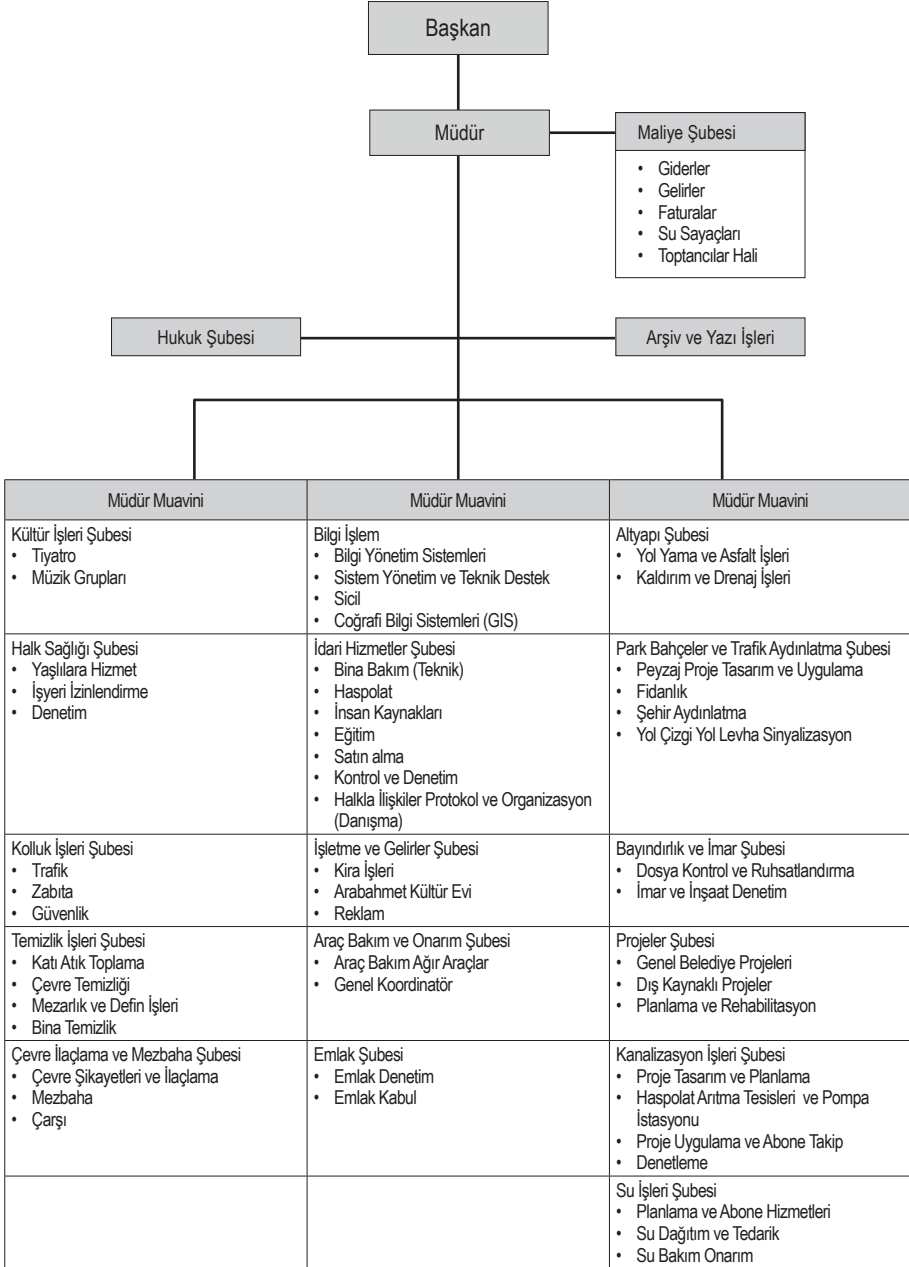 Başkan
Müdür
Maliye Şubesi
• Giderler
• Gelirler
• Faturalar
• Su Sayaçları
• Toptancılar Hali
Hukuk Şubesi
Arşiv ve Yazı İşleri
Müdür Muavini
Müdür Muavini
Müdür Muavini
Kültür İşleri Şubesi
• Tiyatro
• Müzik Grupları
Bilgi İşlem
• Bilgi Yönetim Sistemleri
• Sistem Yönetim ve Teknik Destek
• Sicil
• Coğrafi Bilgi Sistemleri (GIS)
Altyapı Şubesi
• Yol Yama ve Asfalt İşleri
• Kaldırım ve Drenaj İşleri
Halk Sağlığı Şubesi
• Yaşlılara Hizmet
• İşyeri İzinlendirme
• Denetim
İdari Hizmetler Şubesi
• Bina Bakım (Teknik)
• Haspolat
• İnsan Kaynakları
• Eğitim
• Satın alma
• Kontrol ve Denetim
• Halkla İlişkiler Protokol ve Organizasyon
(Danışma)
Park Bahçeler ve Trafik Aydınlatma Şubesi
• Peyzaj Proje Tasarım ve Uygulama
• Fidanlık
• Şehir Aydınlatma
• Yol Çizgi Yol Levha Sinyalizasyon
Kolluk İşleri Şubesi
• Trafik
• Zabıta
• Güvenlik
İşletme ve Gelirler Şubesi
• Kira İşleri
• Arabahmet Kültür Evi
• Reklam
Bayındırlık ve İmar Şubesi
• Dosya Kontrol ve Ruhsatlandırma
• İmar ve İnşaat Denetim
Temizlik İşleri Şubesi
• Katı Atık Toplama
• Çevre Temizliği
• Mezarlık ve Defin İşleri
• Bina Temizlik
Araç Bakım ve Onarım Şubesi
• Araç Bakım Ağır Araçlar
• Genel Koordinatör
Projeler Şubesi
• Genel Belediye Projeleri
• Dış Kaynaklı Projeler
• Planlama ve Rehabilitasyon
Çevre İlaçlama ve Mezbaha Şubesi
• Çevre Şikayetleri ve İlaçlama
• Mezbaha
• Çarşı
Emlak Şubesi
• Emlak Denetim
• Emlak Kabul
Kanalizasyon İşleri Şubesi
• Proje Tasarım ve Planlama
• Haspolat Arıtma Tesisleri ve Pompa
İstasyonu
• Proje Uygulama ve Abone Takip
• Denetleme
Su İşleri Şubesi
• Planlama ve Abone Hizmetleri
• Su Dağıtım ve Tedarik
• Su Bakım Onarım